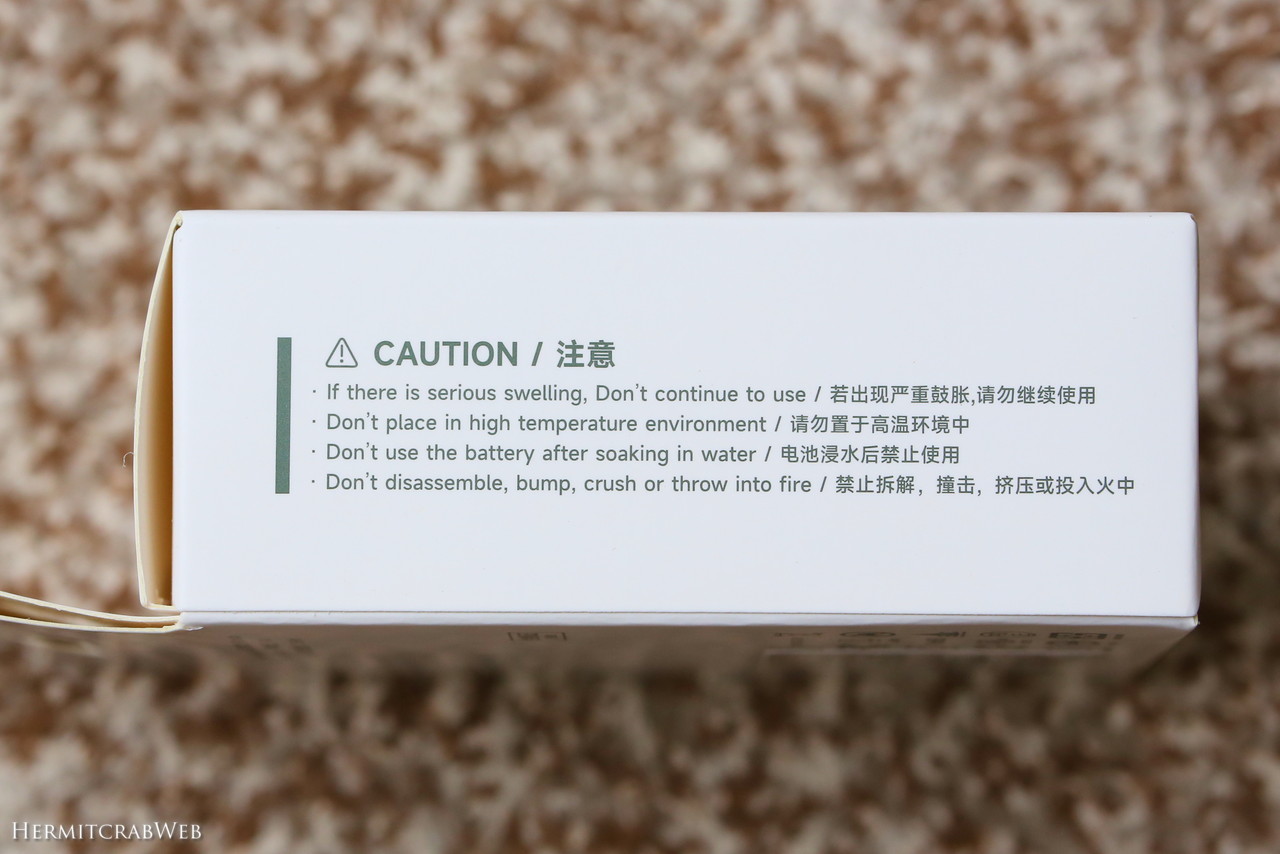 CAUTION / 注意
· If there is serious swelling, Don't continue to use / 若出现严重鼓胀,请勿继续使用
· Don't place in high temperature environment / 请勿置于高温环境中
· Don't use the battery after soaking in water / 电池浸水后禁止使用
· Don't disassemble, bump, crush or throw into fire / 禁止拆解，撞击，挤压或投入火中
HERMITCRABWEB